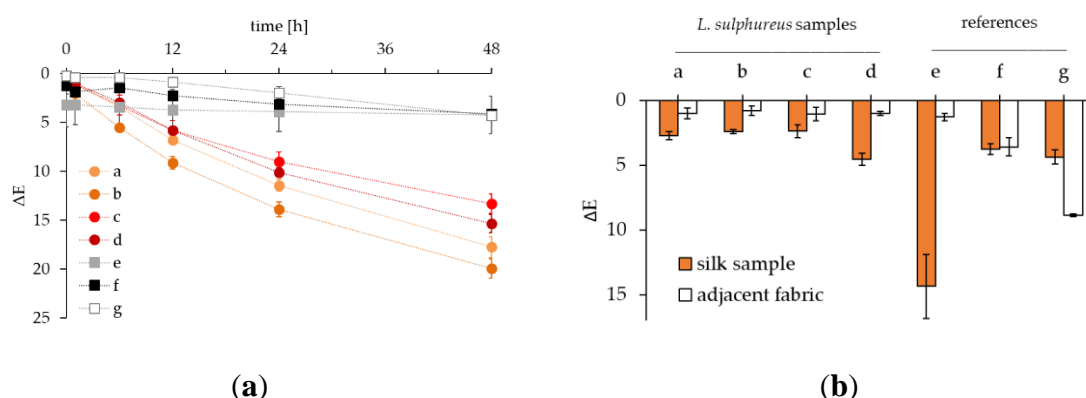 time [h]
0 12 24 36 48
0
5
10
15
20
25
ΔE
a
b
c
d
e
f
g
(a)
L. sulphureus samples references
a b c d e f g
0
5
10
15
ΔE
silk sample
adjacent fabric
(b)